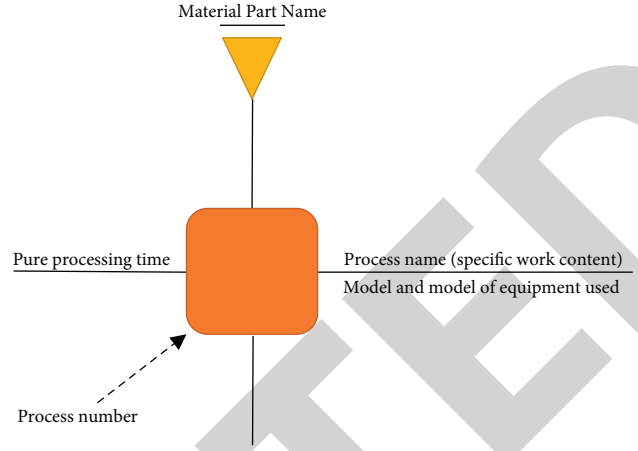 Material Part Name
Pure processing time
Process name (specific work content)
Model and model of equipment used
Process number
TED